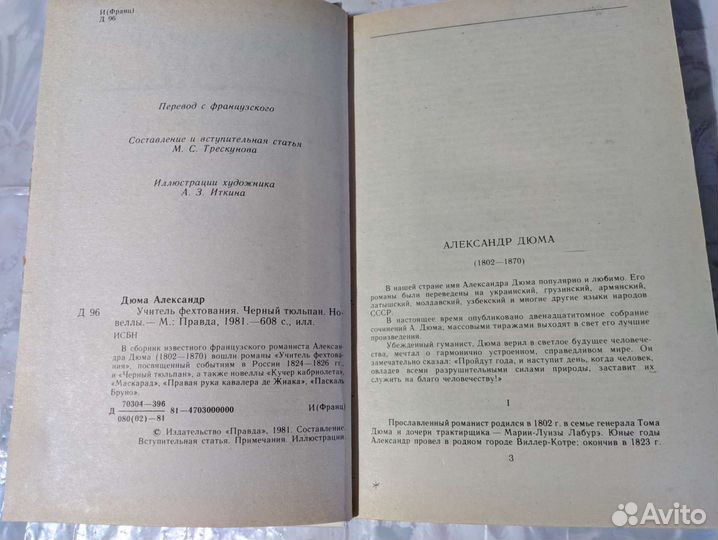 И(Франц)
Д 96
Перевод с французского
Составление и вступительная статья
М. С. Трескунова
Иллюстрации художника
А. З. Иткина
Дюма Александр
Д 96 Учитель фехтования. Черный тюльпан. Но-
веллы.— М.: Правда, 1981.—608 с., илл.
ИСБН
В сборник известного французского романиста Алексан-
дра Дюма (1802—1870) вошли романы «Учитель фехтова-
ния», посвященный событиям в России 1824—1826 гг.,
и «Черный тюльпан», а также новеллы «Кучер кабриолета»,
«Маскарад», «Правая рука кавалера де Жиака», «Паскаль
Бруно».
Д 70304—396
080(02)—81 81—4703000000 И(Франц)
© Издательство «Правда», 1981. Составление.
Вступительная статья. Примечания. Иллюстрации.
АЛЕКСАНДР ДЮМА
(1802—1870)
В нашей стране имя Александра Дюма популярно и любимо. Его
романы были переведены на украинский, грузинский, армянский,
латышский, молдавский, узбекский и многие другие языки народов
СССР.
В настоящее время опубликовано двенадцатитомное собрание
сочинений А. Дюма, массовыми тиражами выходят в свет его лучшие
произведения.
Убежденный гуманист, Дюма верил в светлое будущее человече-
ства, мечтал о гармонично устроенном, справедливом мире. Он
замечательно сказал: «Пройдут года, и наступит день, когда человек,
овладев всеми разрушительными силами природы, заставит их
служить на благо человечеству!»
I
Прославленный романист родился в 1802 г. в семье генерала Тома
Дюма и дочери трактирщика — Марии-Луизы Лабурэ. Юные годы
Александр провел в родном городе Виллер-Котре; окончив в 1823 г.
3
*
Avito